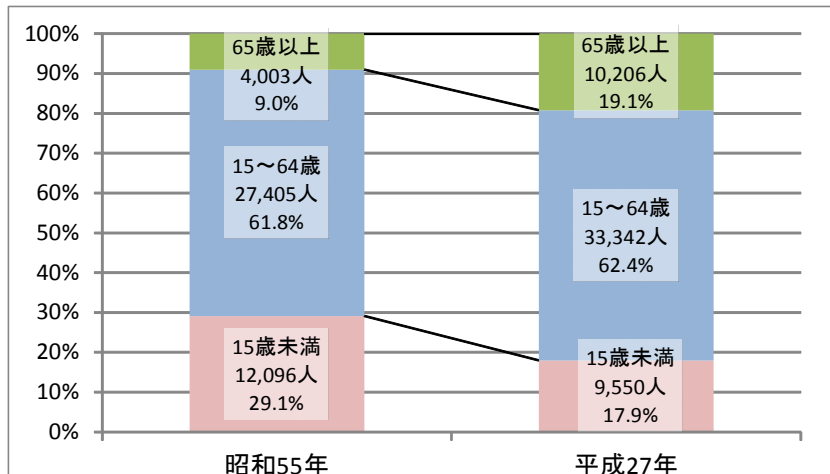 100%
90%
80%
70%
60%
50%
40%
30%
20%
10%
0%
65歳以上
4,003人
9.0%
15～64歳
27,405人
61.8%
15歳未満
12,096人
29.1%
65歳以上
10,206人
19.1%
15～64歳
33,342人
62.4%
15歳未満
9,550人
17.9%
昭和55年
平成27年